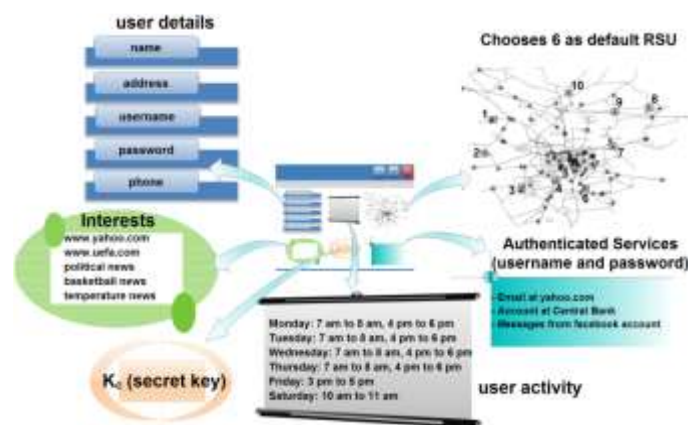 user details
name
address
username
password
phone
Chooses 6 as default RSU
10
9
8
1
7
2
3
Interests
www.yahoo.com
www.uefa.com
political news
basketball news
temperature news
Authenticated Services
(username and password)
- Email at yahoo.com
- Account at Central Bank
- Messages from facebook account
Monday: 7 am to 8 am, 4 pm to 6 pm
Tuesday: 7 am to 8 am, 4 pm to 6 pm
Wednesday: 7 am to 8 am, 4 pm to 6 pm
Thursday: 7 am to 8 am, 4 pm to 6 pm
Friday: 3 pm to 5 pm
Saturday: 10 am to 11 am
(secret key)
user activity